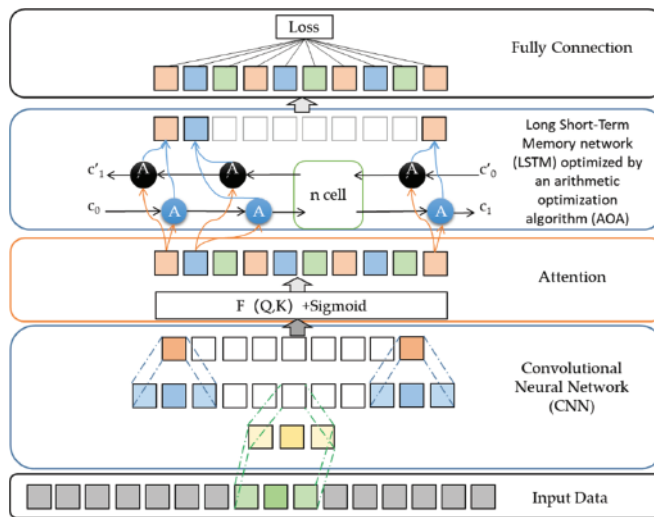 Loss
Fully Connection
Long Short-Term
Memory network
(LSTM) optimized by
an arithmetic
optimization
algorithm (AOA)
c'₁ A A n cell A c'₀
c₀ A A A c₁
Attention
F (Q,K) +Sigmoid
Convolutional
Neural Network
(CNN)
Input Data